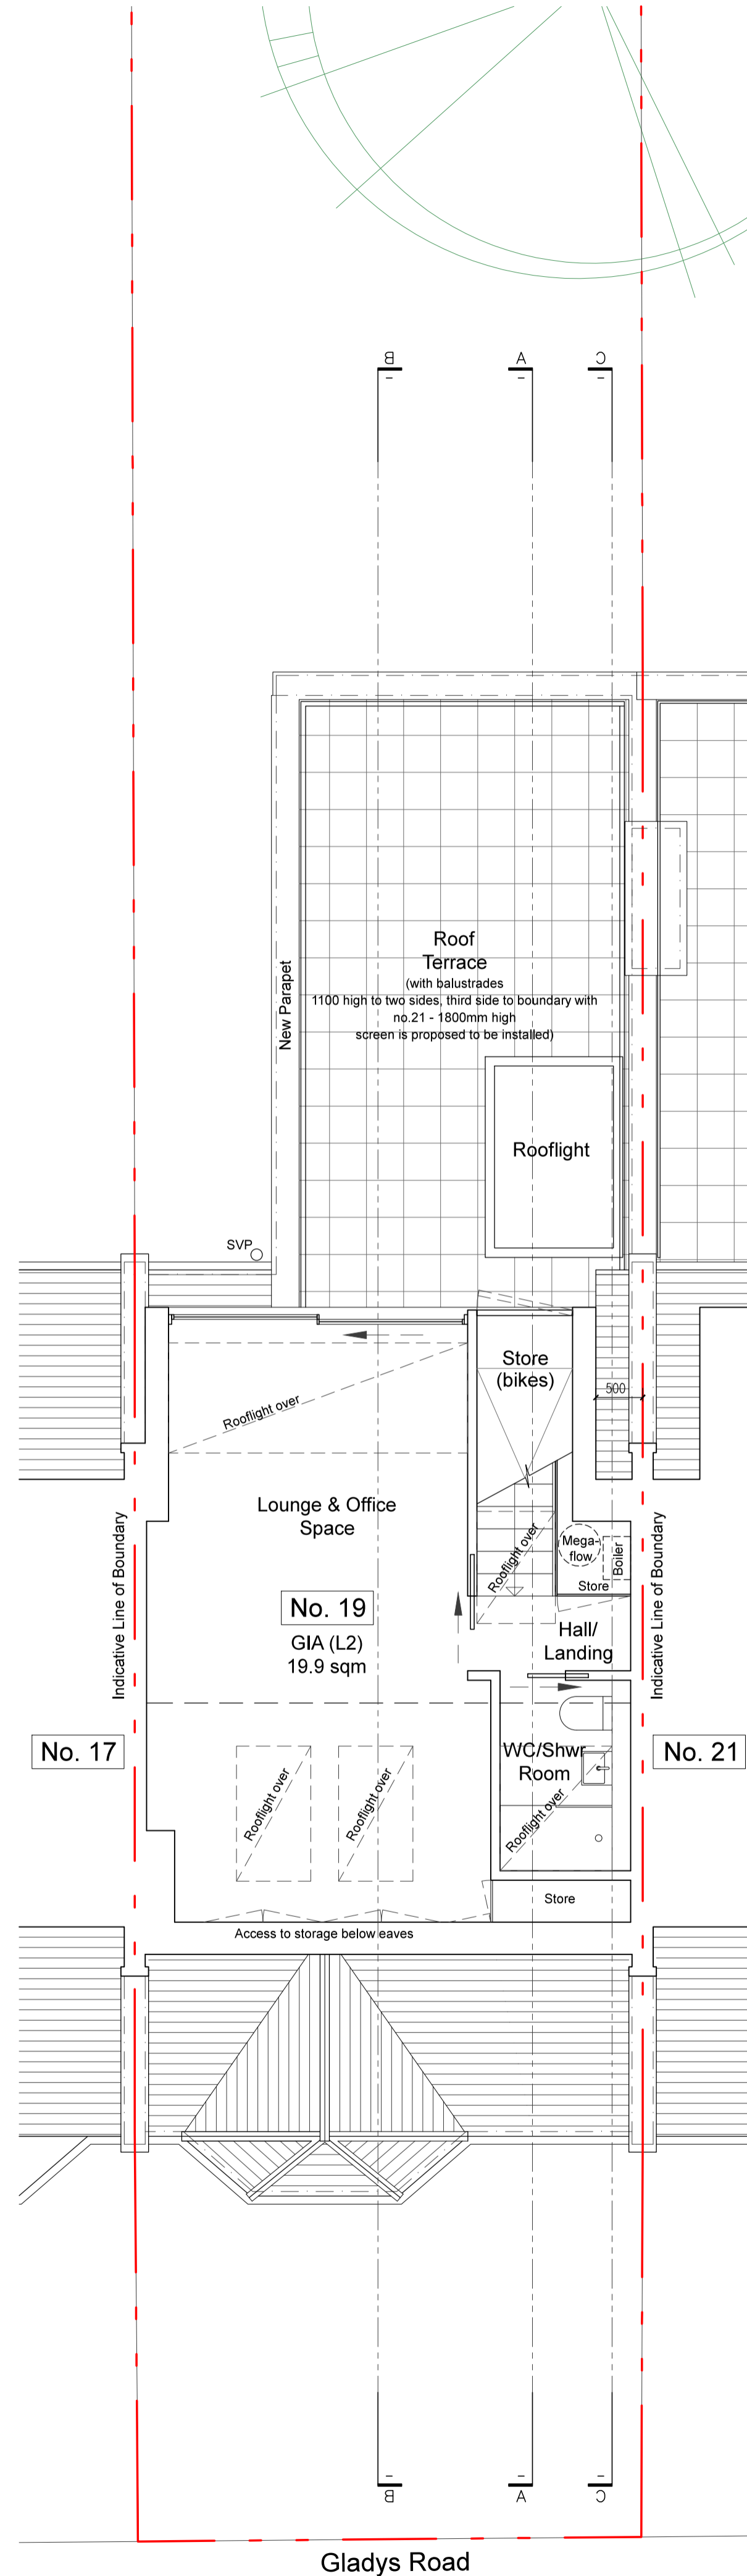 B
A
C
Roof
Terrace
(with balustrades
1100 high to two sides, third side to boundary with
no.21 - 1800mm high
screen is proposed to be installed)
New Parapet
Rooflight
SVP
Store
(bikes)
500
Rooflight over
Lounge & Office
Space
Rooflight over
Mega-
flow
Boiler
Store
Indicative Line of Boundary
Indicative Line of Boundary
No. 19
GIA (L2)
19.9 sqm
Hall/
Landing
No. 17
No. 21
WC/Shwr
Room
Rooflight over
Rooflight over
Rooflight over
Store
Access to storage below eaves
B
A
C
Gladys Road